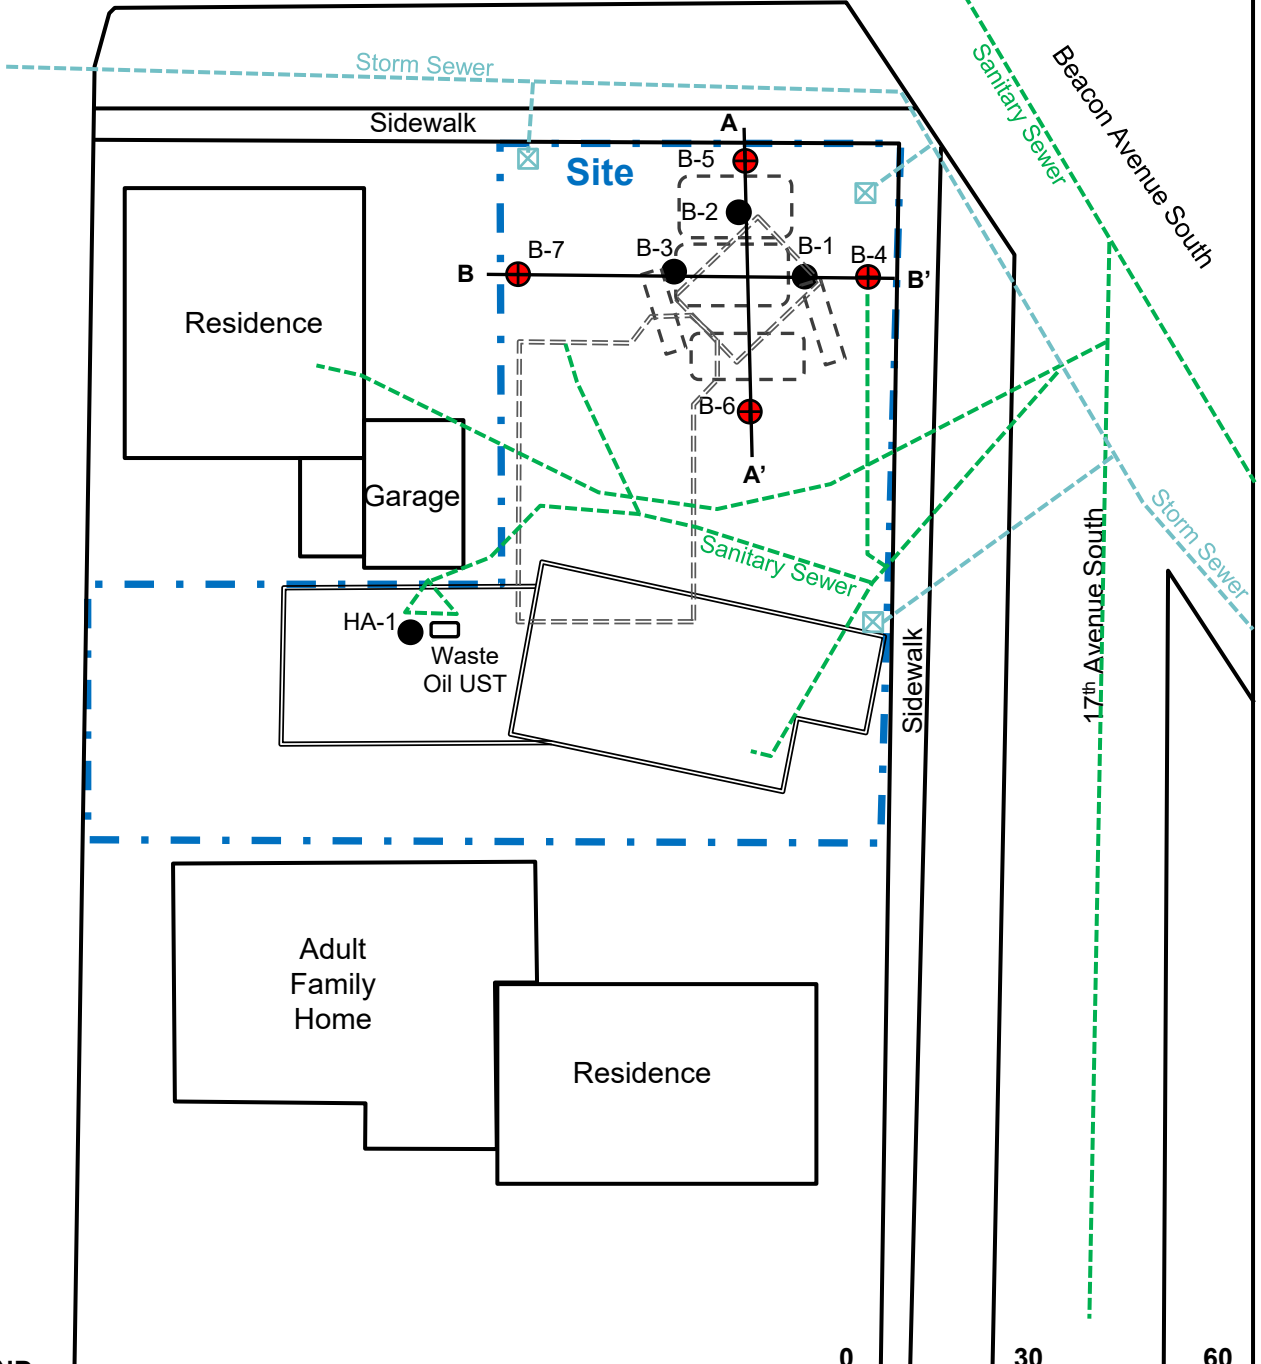 Storm Sewer
Sanitary Sewer
Beacon Avenue South
Sidewalk
A
B-5
Site
B-2
B-7
B-3
B-1
B-4
B
B'
Residence
B-6
A'
Garage
Sanitary Sewer
Storm Sewer
17th Avenue South
HA-1
Waste
Oil UST
Sidewalk
Adult
Family
Home
Residence
0 30 60